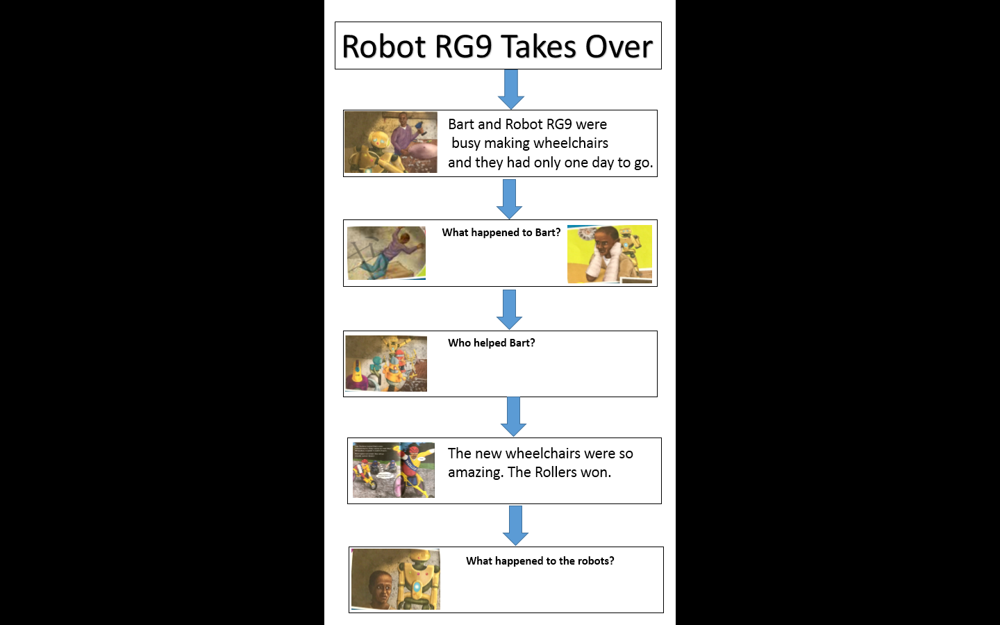 Robot RG9 Takes Over
Bart and Robot RG9 were
busy making wheelchairs
and they had only one day to go.
What happened to Bart?
Who helped Bart?
The new wheelchairs were so
amazing. The Rollers won.
What happened to the robots?